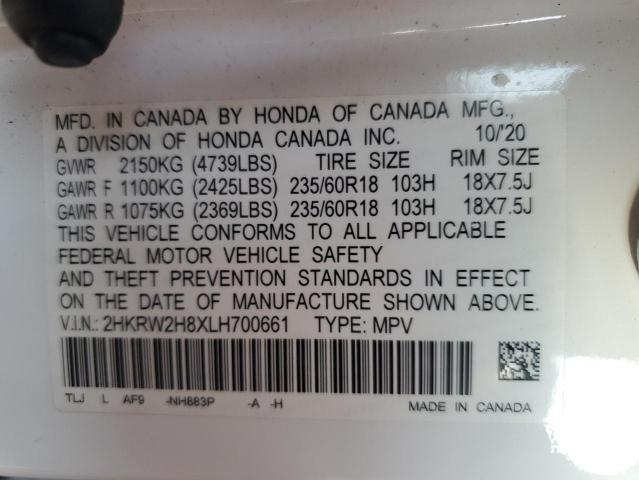 MFD. IN CANADA BY HONDA OF CANADA MFG.,
A DIVISION OF HONDA CANADA INC. 10/'20
GVWR 2150KG (4739LBS) TIRE SIZE RIM SIZE
GAWR F 1100KG (2425LBS) 235/60R18 103H 18X7.5J
GAWR R 1075KG (2369LBS) 235/60R18 103H 18X7.5J
THIS VEHICLE CONFORMS TO ALL APPLICABLE
FEDERAL MOTOR VEHICLE SAFETY
AND THEFT PREVENTION STANDARDS IN EFFECT
ON THE DATE OF MANUFACTURE SHOWN ABOVE.
V.I.N.: 2HKRW2H8XLH700661 TYPE: MPV
TLJ L AF9 -NH883P -A -H
MADE IN CANADA